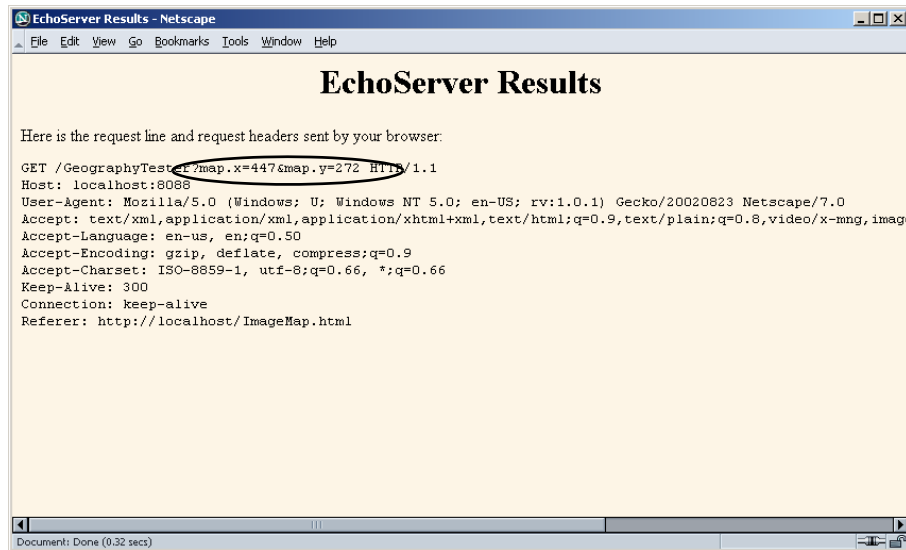 EchoServer Results - Netscape
File Edit View Go Bookmarks Tools Window Help
EchoServer Results
Here is the request line and request headers sent by your browser:
GET /GeographyTester?map.x=447&map.y=272 HTTP/1.1
Host: localhost:8088
User-Agent: Mozilla/5.0 (Windows; U; Windows NT 5.0; en-US; rv:1.0.1) Gecko/20020823 Netscape/7.0
Accept: text/xml,application/xml,application/xhtml+xml,text/html;q=0.9,text/plain;q=0.8,video/x-mng,imag
Accept-Language: en-us, en;q=0.50
Accept-Encoding: gzip, deflate, compress;q=0.9
Accept-Charset: ISO-8859-1, utf-8;q=0.66, *;q=0.66
Keep-Alive: 300
Connection: keep-alive
Referer: http://localhost/ImageMap.html
Document: Done (0.32 secs)